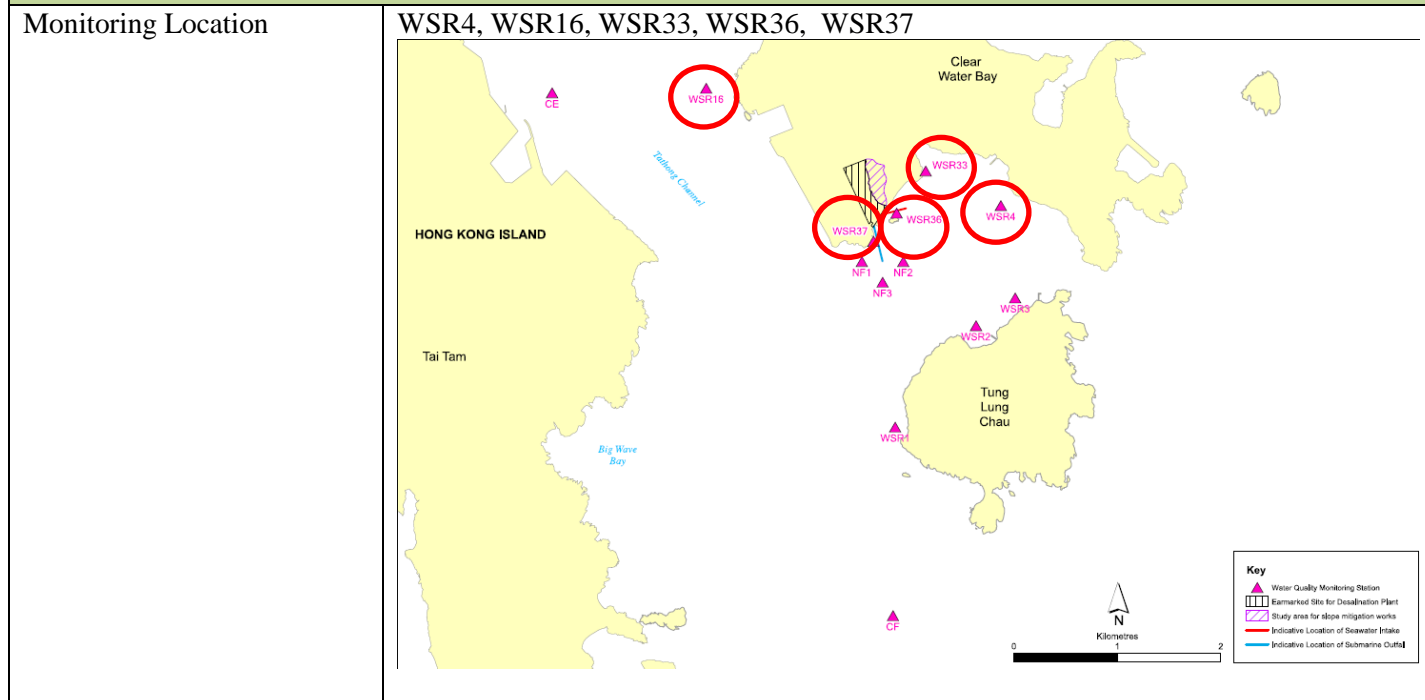 Monitoring Location
WSR4, WSR16, WSR33, WSR36, WSR37
Clear
Water Bay
CE
WSR16
Tathong Channel
WSR33
WSR4
WSR36
WSR37
HONG KONG ISLAND
NF1
NF2
NF3
WSR3
WSR2
Tai Tam
Tung
Lung
Chau
WSR1
Big Wave
Bay
CF
N
Kilometres
0 1 2
Key
Water Quality Monitoring Station
Earmarked Site for Desalination Plant
Study area for slope mitigation works
Indicative Location of Seawater Intake
Indicative Location of Submarine Outfall